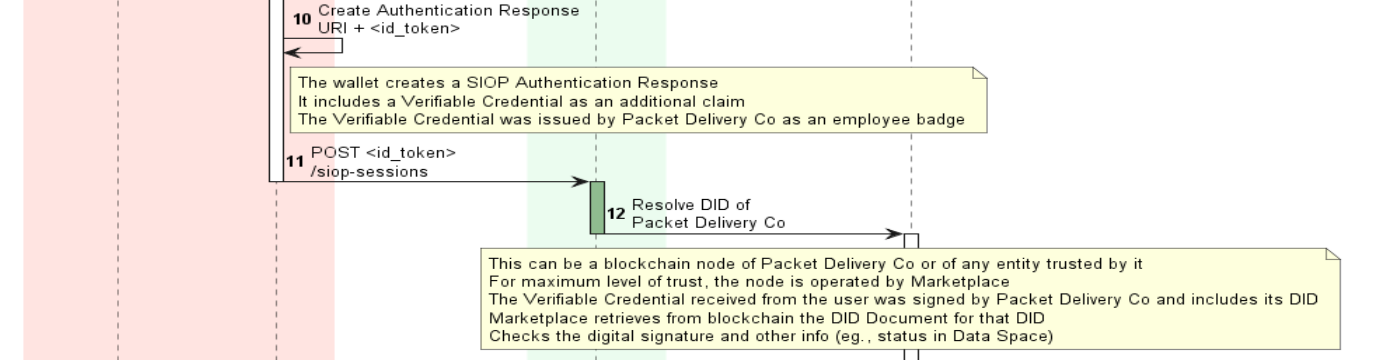 10 Create Authentication Response
URI + <id_token>
The wallet creates a SIOP Authentication Response
It includes a Verifiable Credential as an additional claim
The Verifiable Credential was issued by Packet Delivery Co as an employee badge
11 POST <id_token>
/siop-sessions
12 Resolve DID of
Packet Delivery Co
This can be a blockchain node of Packet Delivery Co or of any entity trusted by it
For maximum level of trust, the node is operated by Marketplace
The Verifiable Credential received from the user was signed by Packet Delivery Co and includes its DID
Marketplace retrieves from blockchain the DID Document for that DID
Checks the digital signature and other info (eg., status in Data Space)